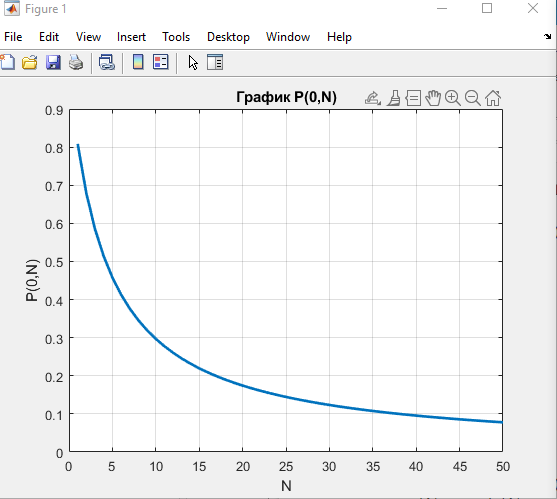 Figure 1
File Edit View Insert Tools Desktop Window Help
График P(0,N)
0.9
0.8
0.7
0.6
0.5
0.4
0.3
0.2
0.1
0
P(0,N)
0 5 10 15 20 25 30 35 40 45 50
N